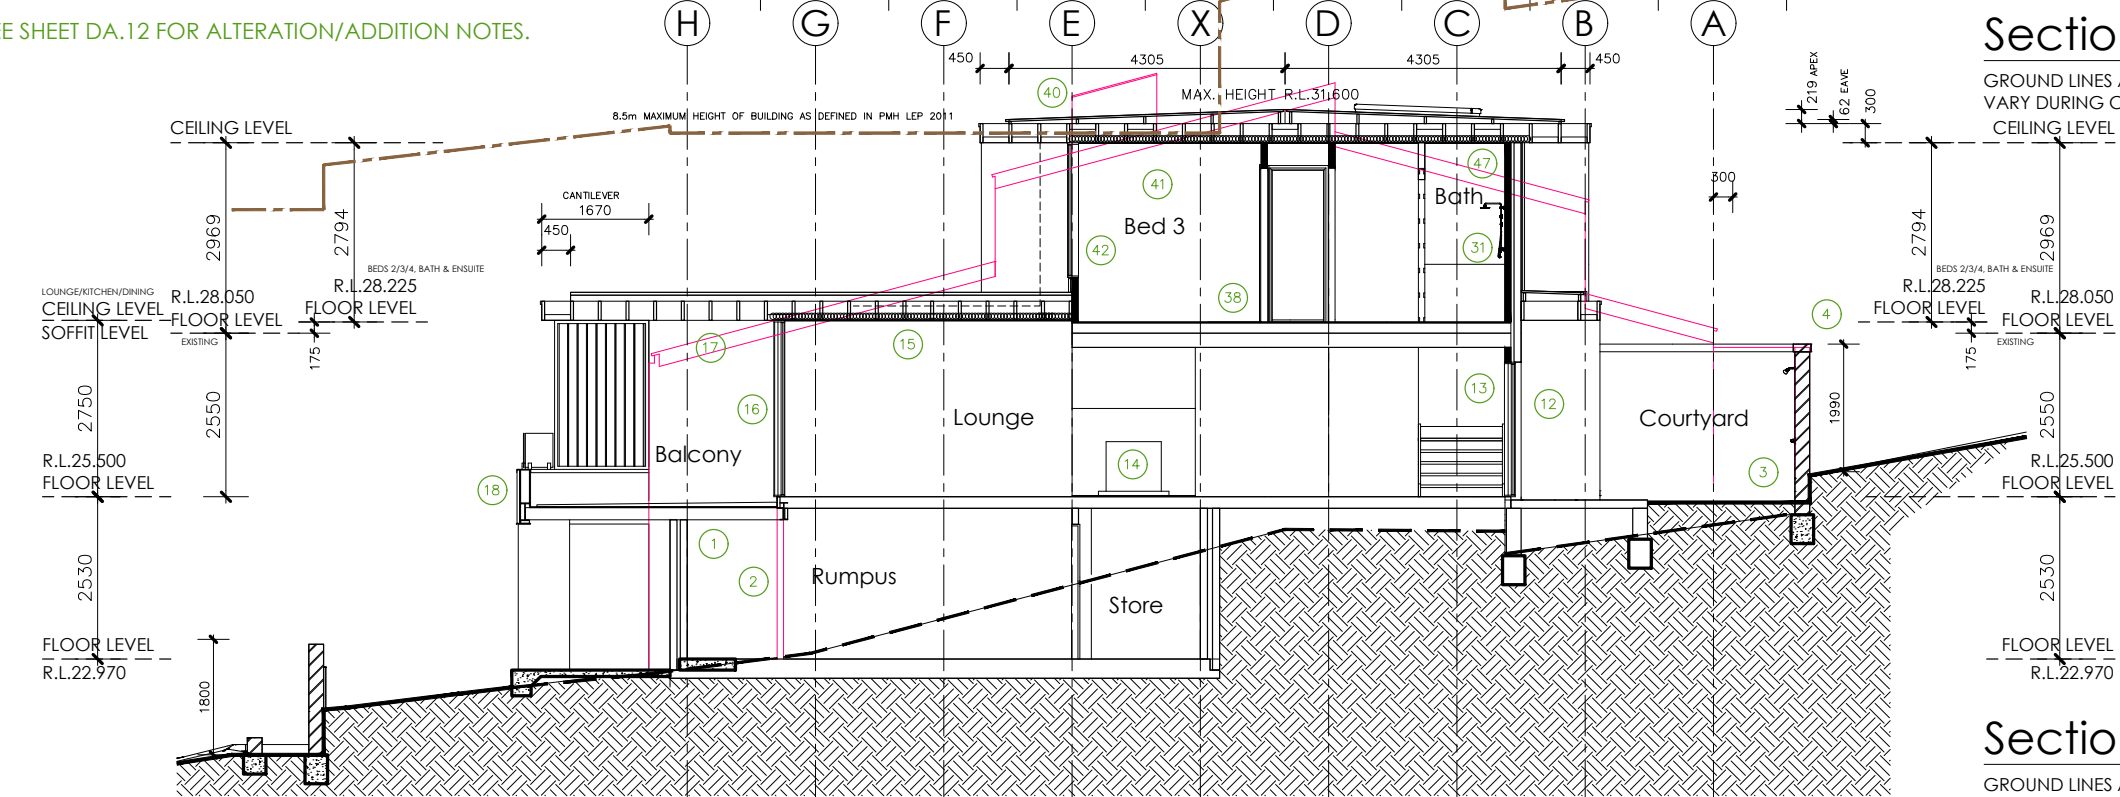 EE SHEET DA.12 FOR ALTERATION/ADDITION NOTES.
H G F E X D C B A
Sectio
GROUND LINES A
VARY DURING C
450 4305 4305 450
219 APEX
62 EAVE
300
40
MAX. HEIGHT R.L.31.600
8.5m MAXIMUM HEIGHT OF BUILDING AS DEFINED IN PMH LEP 2011
CEILING LEVEL
CEILING LEVEL
CANTILEVER
1670
450
2969
2794
41
Bed 3
42
38
47
Bath
31
300
2794
2969
BEDS 2/3/4, BATH & ENSUITE
R.L.28.225
FLOOR LEVEL
LOUNGE/KITCHEN/DINING
CEILING LEVEL
SOFFIT LEVEL
R.L.28.050
FLOOR LEVEL
EXISTING
175
BEDS 2/3/4, BATH & ENSUITE
R.L.28.225
FLOOR LEVEL
R.L.28.050
FLOOR LEVEL
EXISTING
175
4
17
15
16
13
12
2750
2550
Lounge
Balcony
14
Courtyard
3
1990
2550
R.L.25.500
FLOOR LEVEL
18
R.L.25.500
FLOOR LEVEL
1
2
Rumpus
Store
2530
2530
FLOOR LEVEL
R.L.22.970
1800
FLOOR LEVEL
R.L.22.970
Sectio
GROUND LINES A